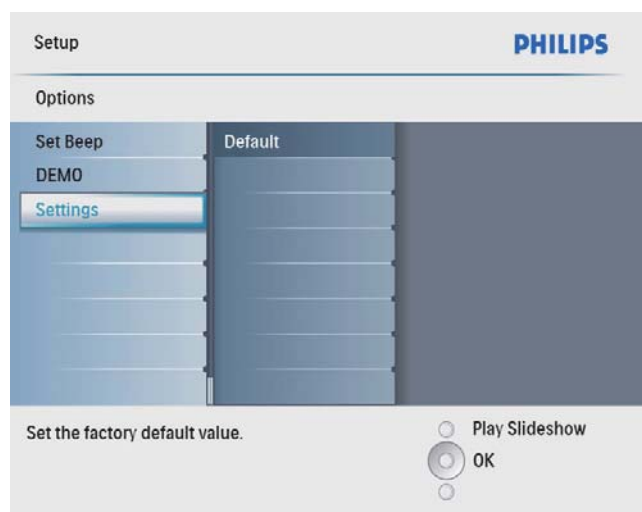 Setup
PHILIPS
Options
Set Beep
Default
DEMO
Settings
Set the factory default value.
Play Slideshow
OK